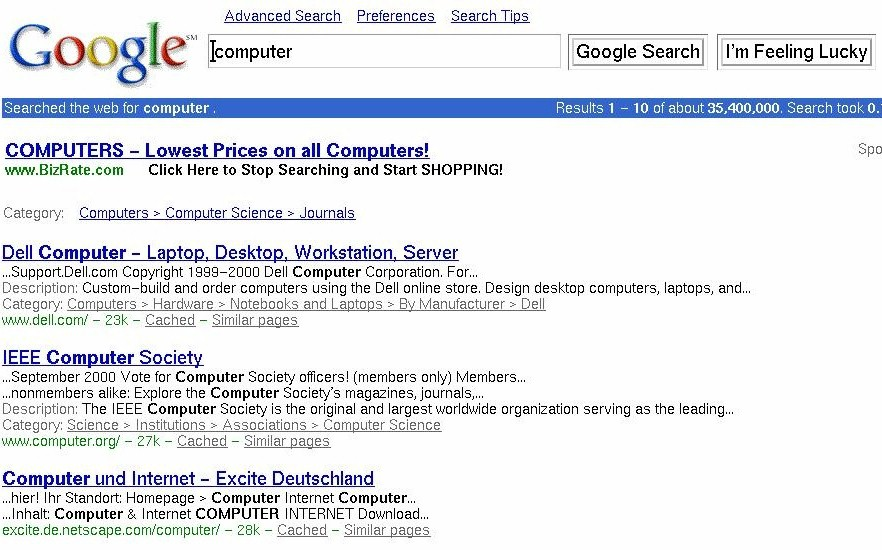 Advanced Search Preferences Search Tips
Google SM
computer Google Search I'm Feeling Lucky
Searched the web for computer . Results 1 – 10 of about 35,400,000. Search took 0.
COMPUTERS – Lowest Prices on all Computers!
www.BizRate.com Click Here to Stop Searching and Start SHOPPING!
Category: Computers > Computer Science > Journals
Dell Computer – Laptop, Desktop, Workstation, Server
...Support.Dell.com Copyright 1999–2000 Dell Computer Corporation. For...
Description: Custom–build and order computers using the Dell online store. Design desktop computers, laptops, and...
Category: Computers > Hardware > Notebooks and Laptops > By Manufacturer > Dell
www.dell.com/ – 23k – Cached – Similar pages
IEEE Computer Society
...September 2000 Vote for Computer Society officers! (members only) Members...
...nonmembers alike: Explore the Computer Society's magazines, journals,...
Description: The IEEE Computer Society is the original and largest worldwide organization serving as the leading...
Category: Science > Institutions > Associations > Computer Science
www.computer.org/ – 27k – Cached – Similar pages
Computer und Internet – Excite Deutschland
...hier! Ihr Standort: Homepage > Computer Internet Computer...
...Inhalt: Computer & Internet COMPUTER INTERNET Download...
excite.de.netscape.com/computer/ – 28k – Cached – Similar pages